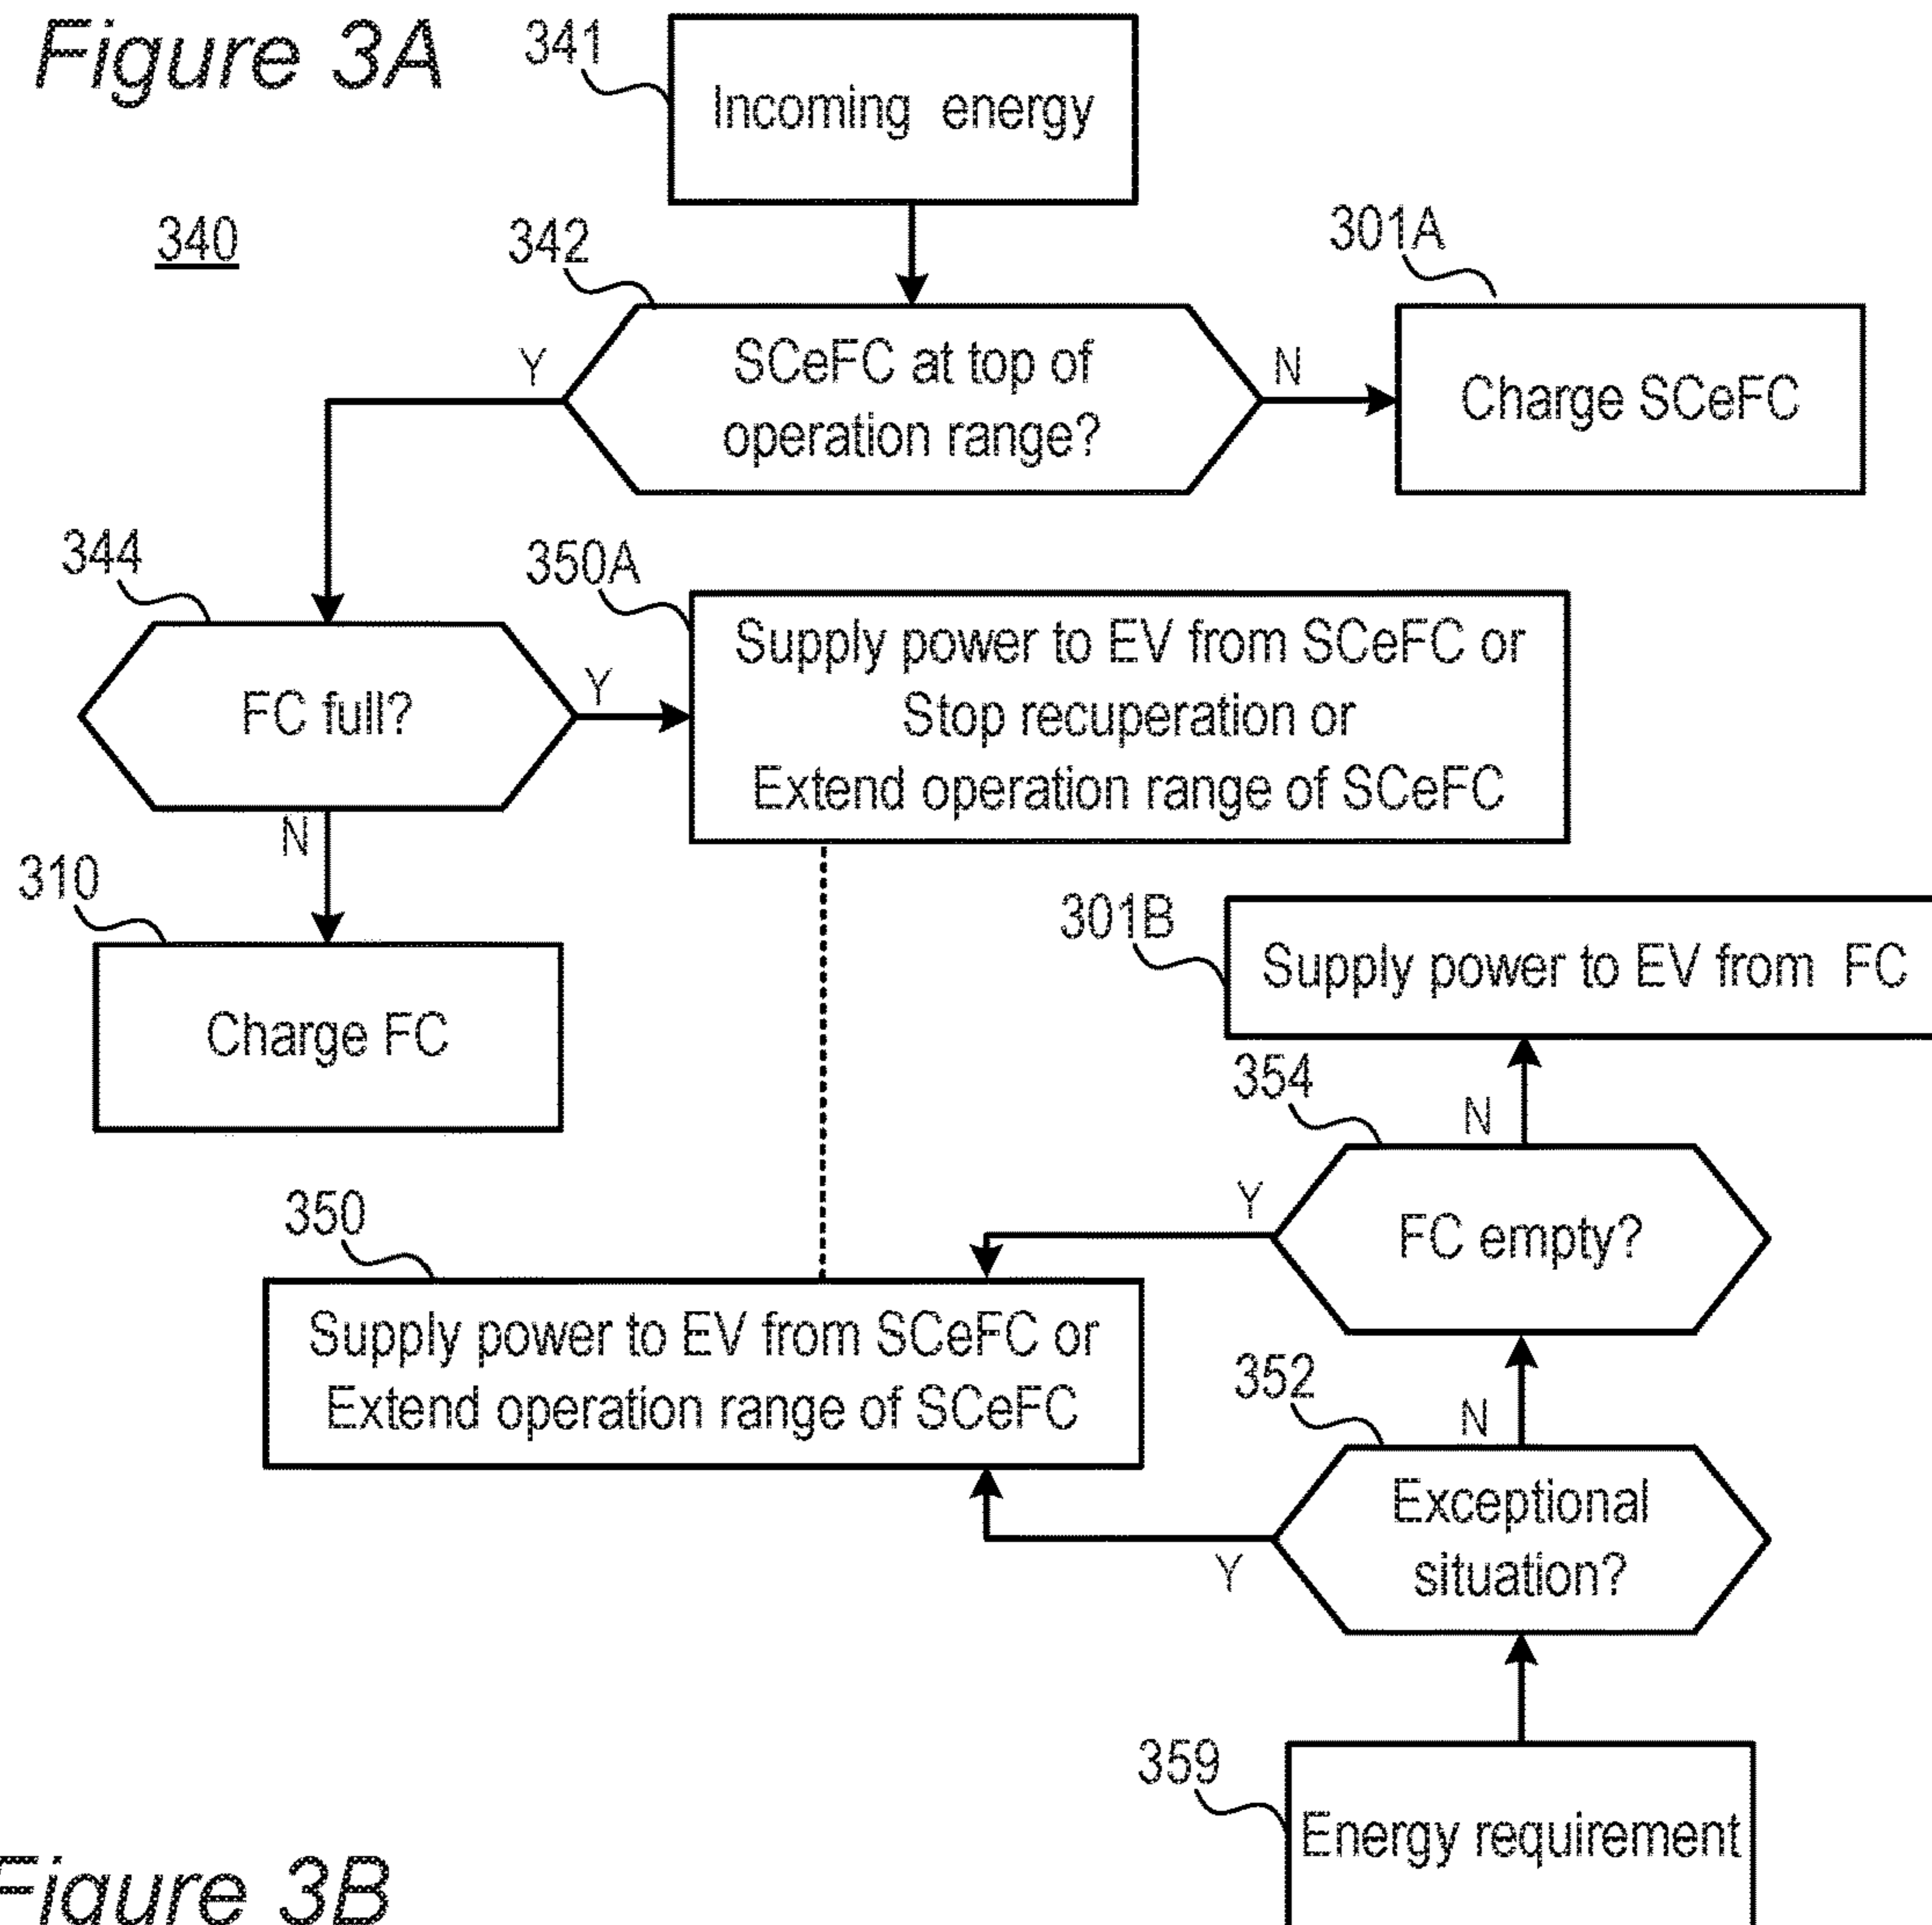 Figure 3A
341
Incoming energy
340
342
301A
Y
SCeFC at top of
operation range?
N
Charge SCeFC
344
350A
FC full?
Y
Supply power to EV from SCeFC or
Stop recuperation or
Extend operation range of SCeFC
N
310
Charge FC
301B
Supply power to EV from FC
354
N
350
Y
FC empty?
Supply power to EV from SCeFC or
Extend operation range of SCeFC
352
N
Exceptional
situation?
Y
359
Energy requirement
Figure 3B